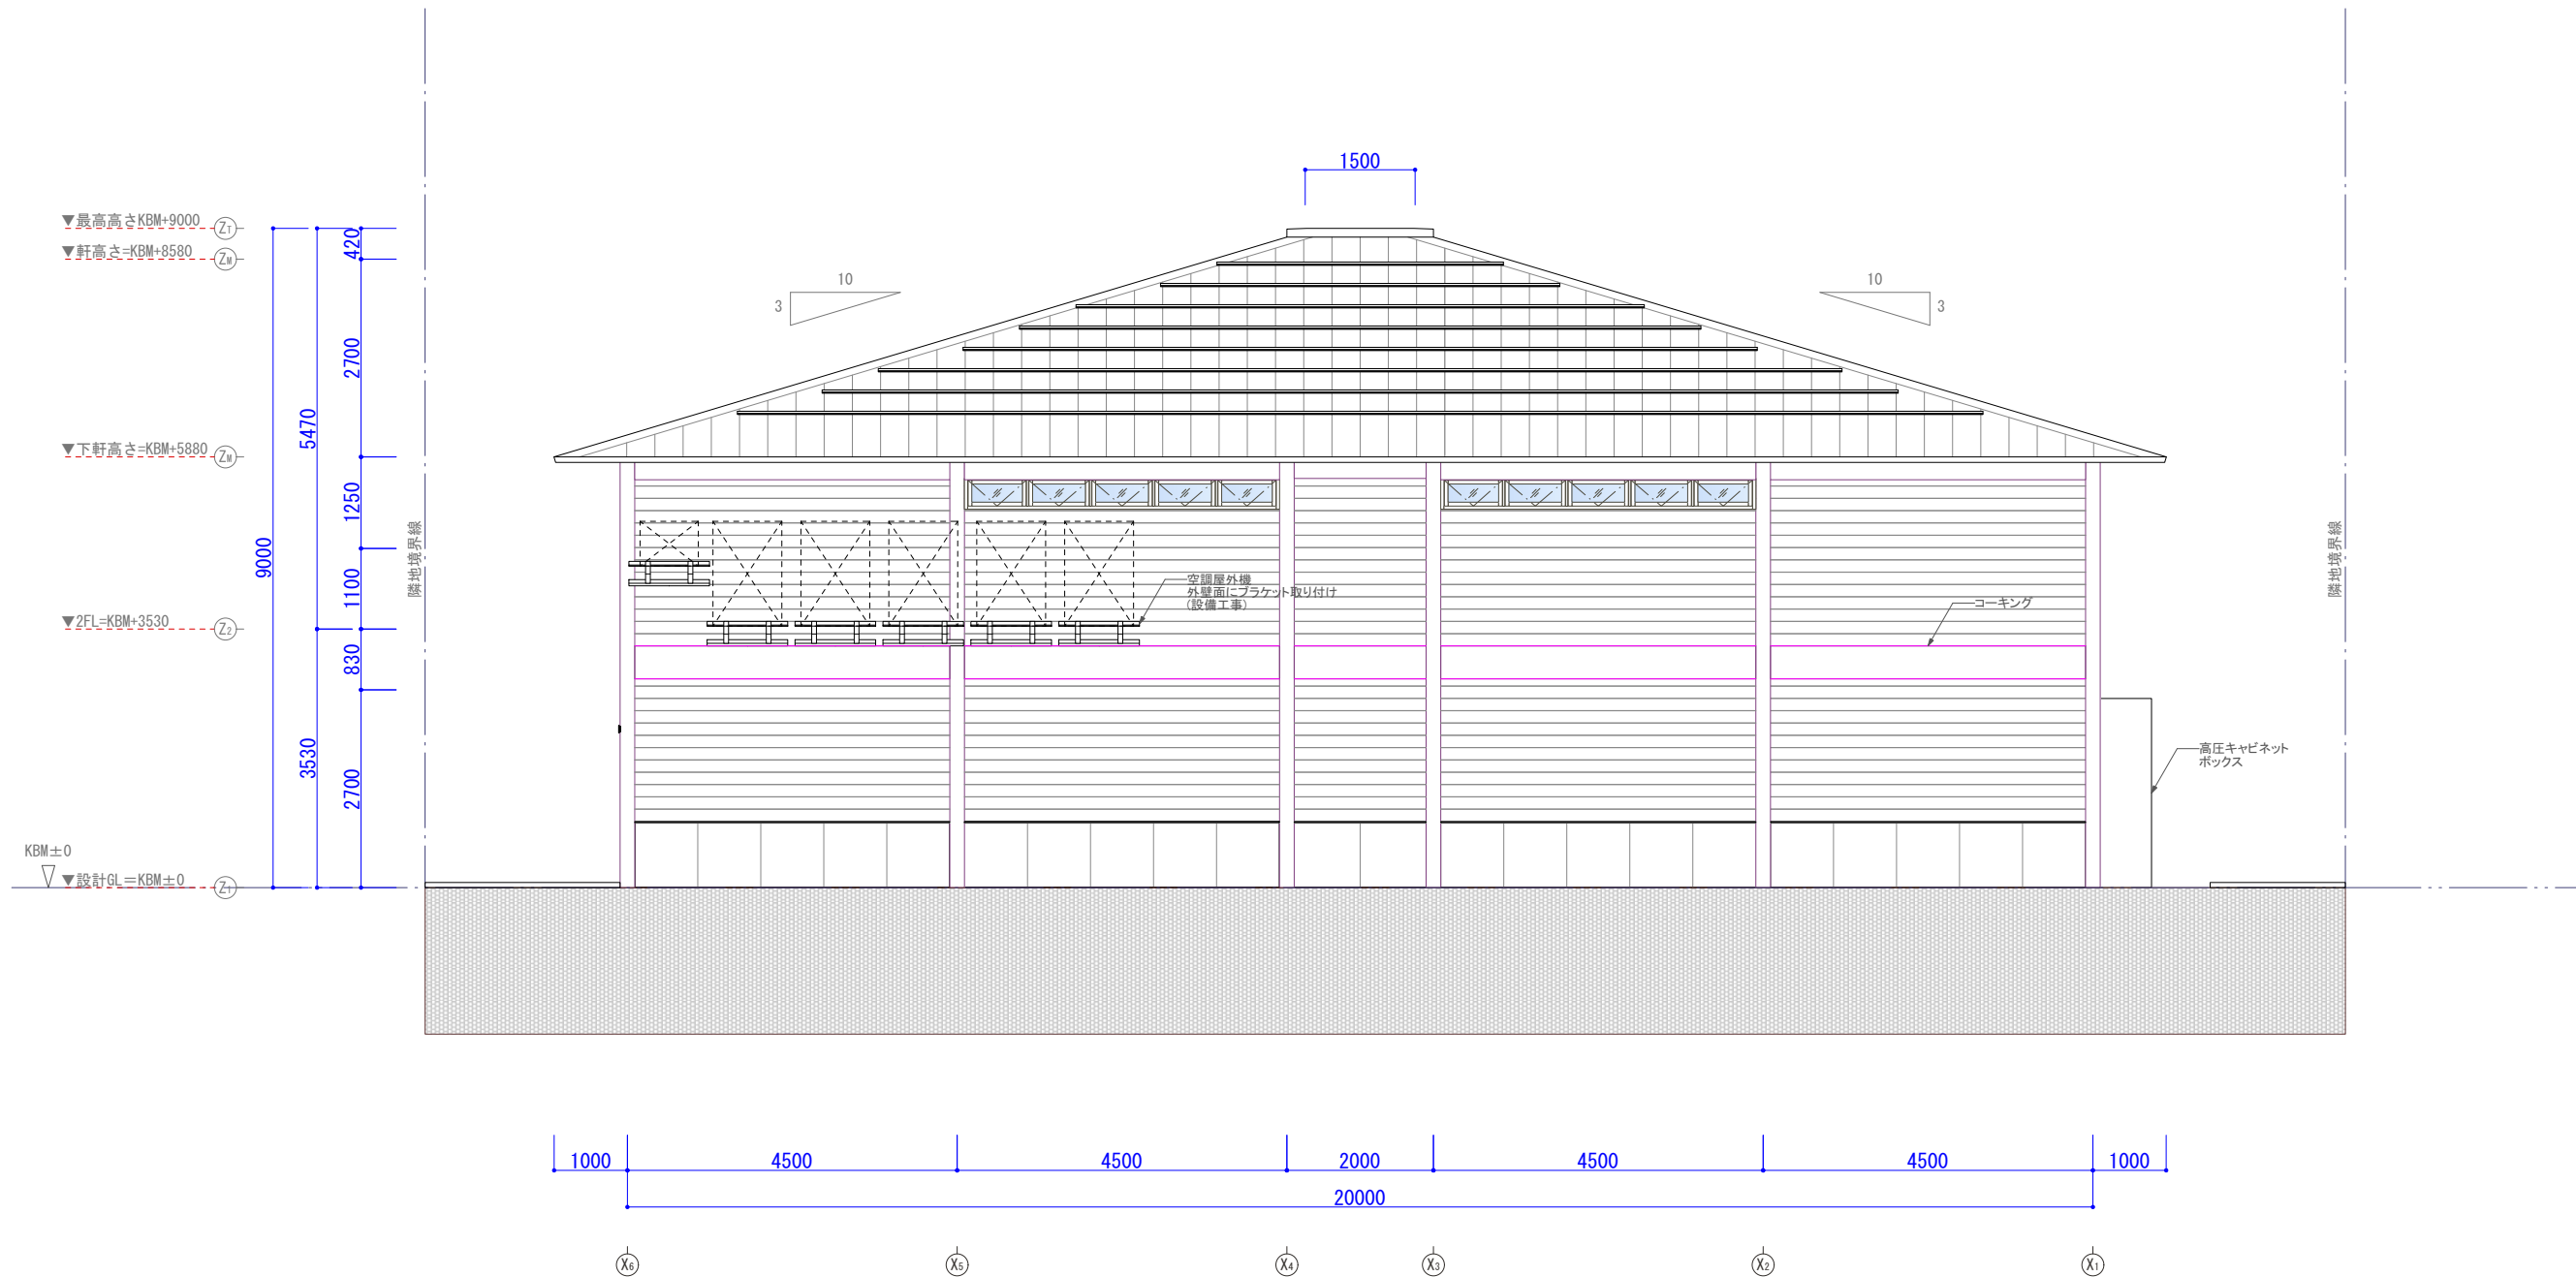 1500
▼最高高さKBM+9000
ZT
▼軒高さ=KBM+8580
ZM
420
10
3
10
3
2700
5470
▼下軒高さ=KBM+5880
ZM
1250
9000
隣地境界線
隣地境界線
1100
空調屋外機
外壁面にブラケット取り付け
(設備工事)
コーキング
▼2FL=KBM+3530
Z2
830
3530
2700
高圧キャビネット
ボックス
KBM±0
▼設計GL=KBM±0
Z1
1000
4500
4500
2000
4500
4500
1000
20000
X6
X5
X4
X3
X2
X1